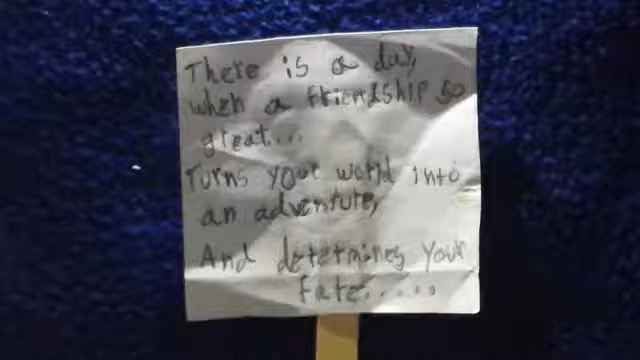 There is a day,
when a friendship so
great...
Turns your world into
an adventure,
And determines your
fate.....